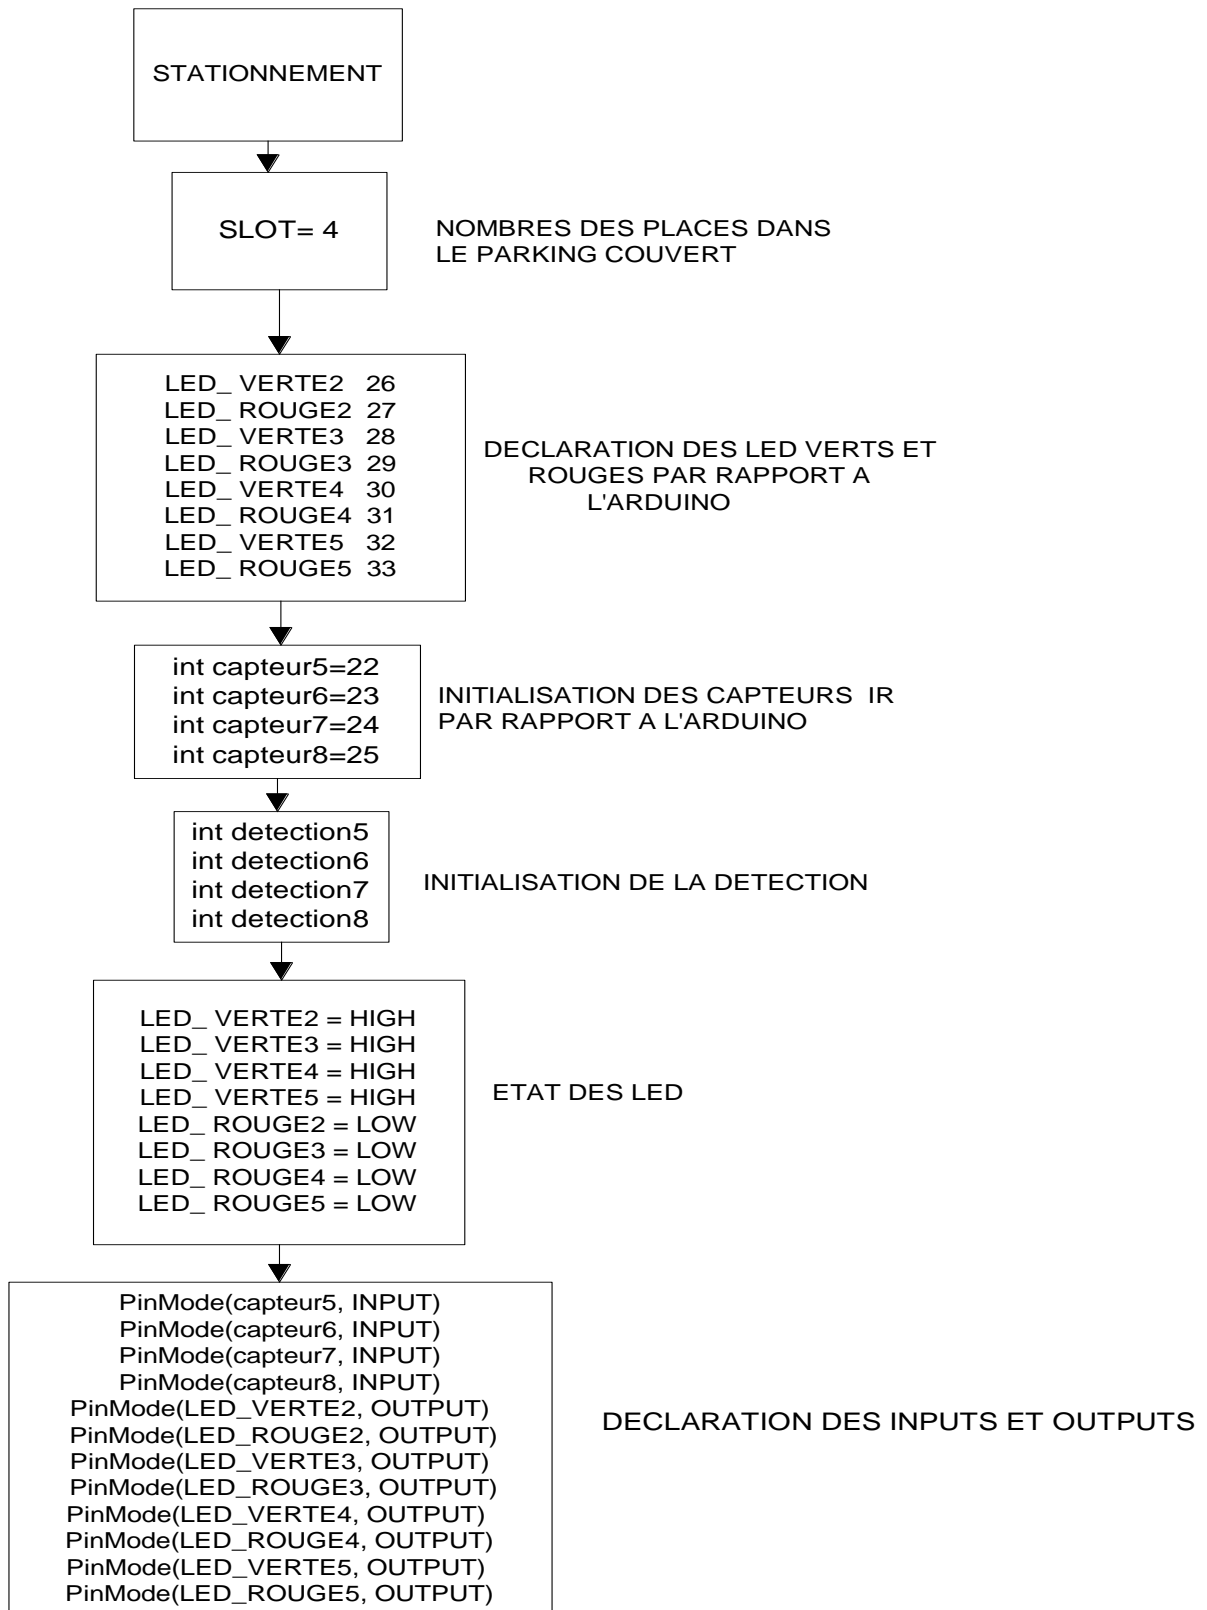 STATIONNEMENT
SLOT= 4
NOMBRES DES PLACES DANS
LE PARKING COUVERT
LED_ VERTE2 26
LED_ ROUGE2 27
LED_ VERTE3 28
LED_ ROUGE3 29
LED_ VERTE4 30
LED_ ROUGE4 31
LED_ VERTE5 32
LED_ ROUGE5 33
DECLARATION DES LED VERTS ET
ROUGES PAR RAPPORT A
L'ARDUINO
int capteur5=22
int capteur6=23
int capteur7=24
int capteur8=25
INITIALISATION DES CAPTEURS IR
PAR RAPPORT A L'ARDUINO
int detection5
int detection6
int detection7
int detection8
INITIALISATION DE LA DETECTION
LED_ VERTE2 = HIGH
LED_ VERTE3 = HIGH
LED_ VERTE4 = HIGH
LED_ VERTE5 = HIGH
LED_ ROUGE2 = LOW
LED_ ROUGE3 = LOW
LED_ ROUGE4 = LOW
LED_ ROUGE5 = LOW
ETAT DES LED
PinMode(capteur5, INPUT)
PinMode(capteur6, INPUT)
PinMode(capteur7, INPUT)
PinMode(capteur8, INPUT)
PinMode(LED_VERTE2, OUTPUT)
PinMode(LED_ROUGE2, OUTPUT)
PinMode(LED_VERTE3, OUTPUT)
PinMode(LED_ROUGE3, OUTPUT)
PinMode(LED_VERTE4, OUTPUT)
PinMode(LED_ROUGE4, OUTPUT)
PinMode(LED_VERTE5, OUTPUT)
PinMode(LED_ROUGE5, OUTPUT)
DECLARATION DES INPUTS ET OUTPUTS